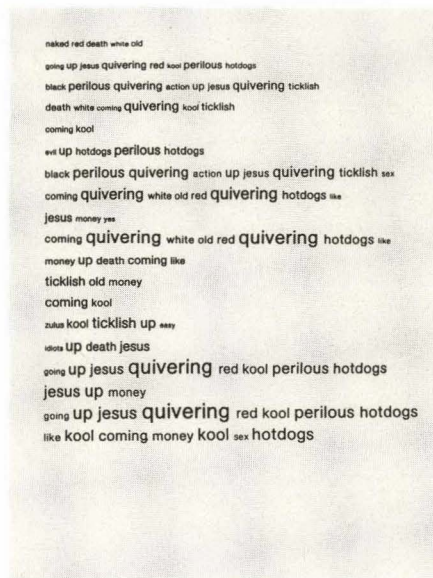 naked red death white old
going up jesus quivering red kool perilous hotdogs
black perilous quivering action up jesus quivering ticklish
death white coming quivering kool ticklish
coming kool
evil up hotdogs perilous hotdogs
black perilous quivering action up jesus quivering ticklish sex
coming quivering white old red quivering hotdogs like
jesus money yes
coming quivering white old red quivering hotdogs like
money up death coming like
ticklish old money
coming kool
zulus kool ticklish up easy
idiots up death jesus
going up jesus quivering red kool perilous hotdogs
jesus up money
going up jesus quivering red kool perilous hotdogs
like kool coming money kool sex hotdogs